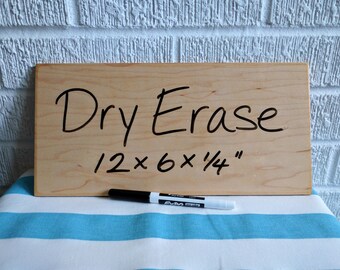 Dry Erase
12 x 6 x 1/4"